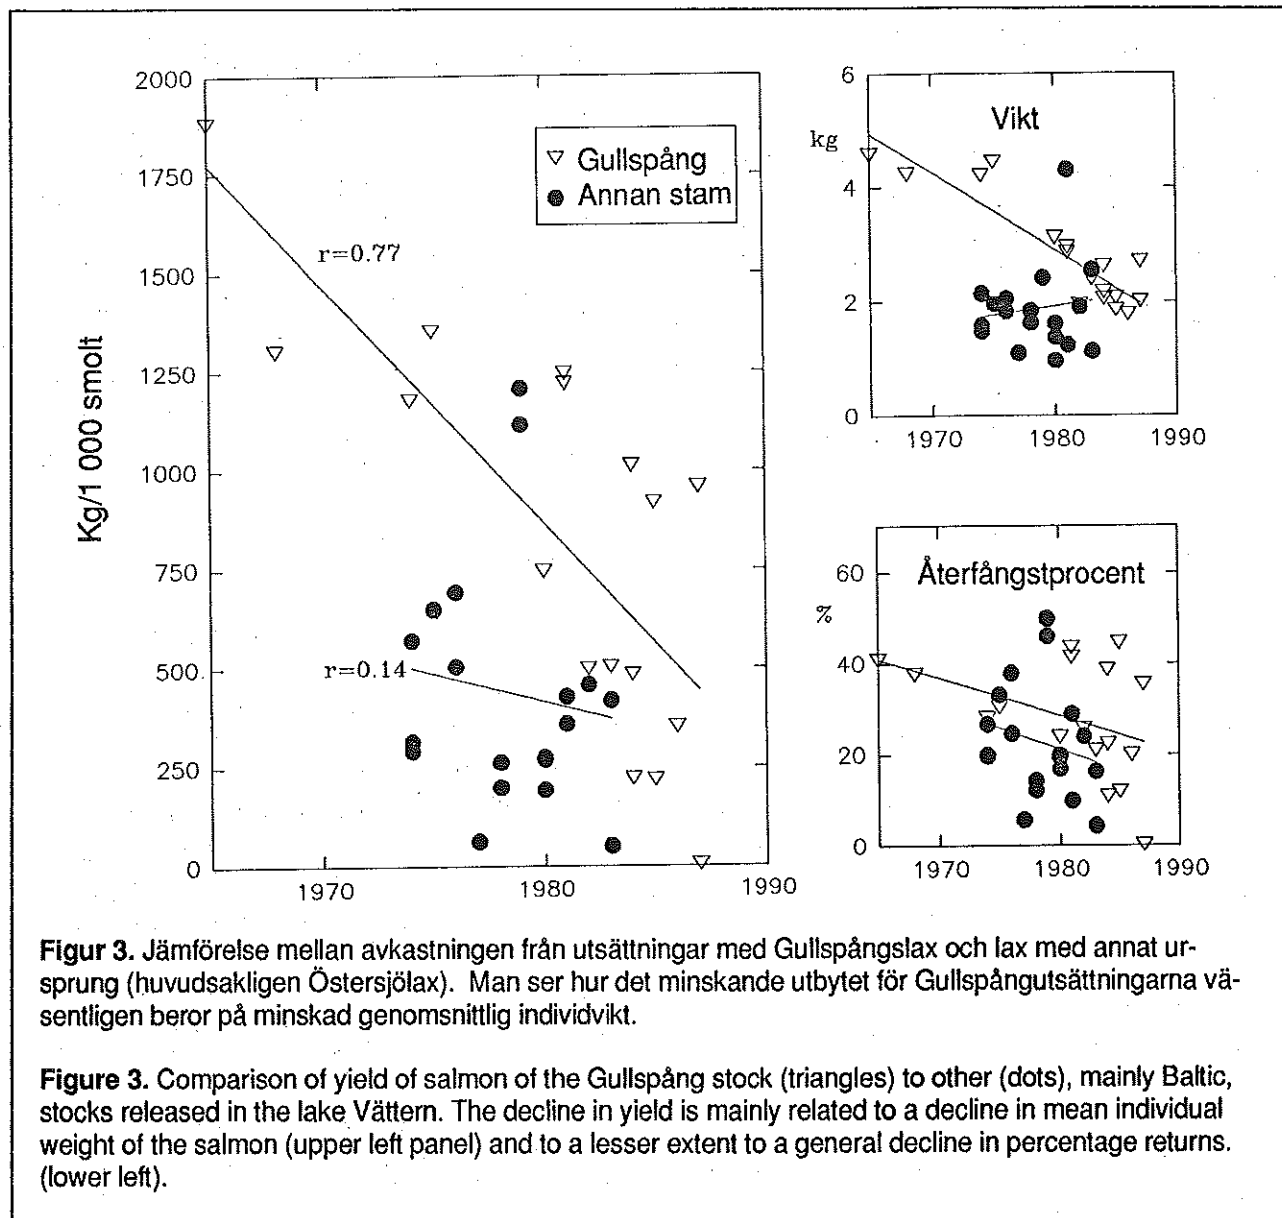 2000
1750
1500
1250
1000
750
500
250
0
Kg/1 000 smolt
1970
1980
1990
Gullspång
Annan stam
r=0.77
r=0.14
6
4
2
0
kg
Vikt
1970
1980
1990
60
40
20
0
%
Återfångstprocent
1970
1980
1990
Figur 3. Jämförelse mellan avkastningen från utsättningar med Gullspångslax och lax med annat ur-
sprung (huvudsakligen Östersjölax). Man ser hur det minskande utbytet för Gullspångutsättningarna vä-
sentligen beror på minskad genomsnittlig individvikt.
Figure 3. Comparison of yield of salmon of the Gullspång stock (triangles) to other (dots), mainly Baltic,
stocks released in the lake Vättern. The decline in yield is mainly related to a decline in mean individual
weight of the salmon (upper left panel) and to a lesser extent to a general decline in percentage returns.
(lower left).